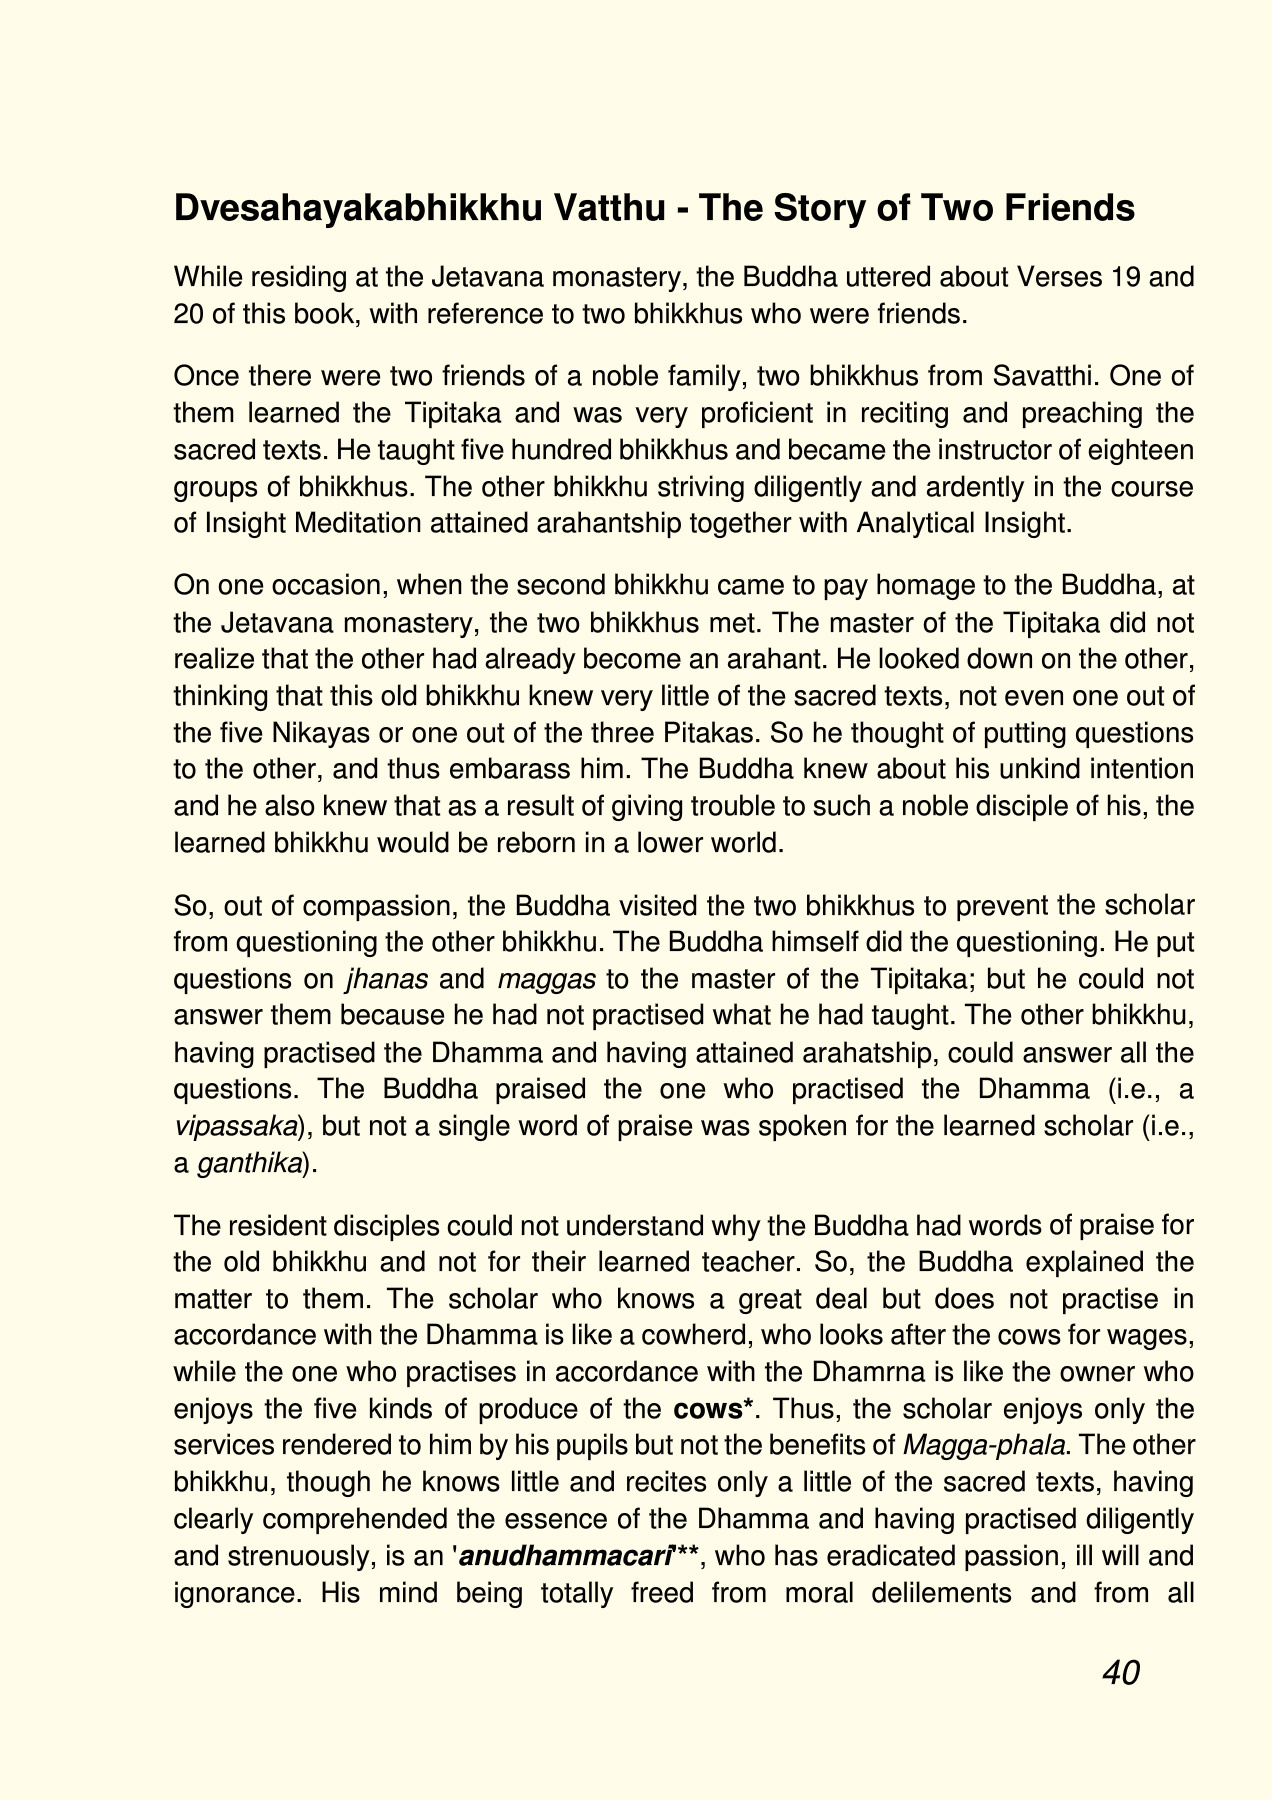 Dvesahayakabhikkhu Vatthu - The Story of Two Friends
While residing at the Jetavana monastery, the Buddha uttered about Verses 19 and
20 of this book, with reference to two bhikkhus who were friends.
Once there were two friends of a noble family, two bhikkhus from Savatthi. One of
them learned the Tipitaka and was very proficient in reciting and preaching the
sacred texts. He taught five hundred bhikkhus and became the instructor of eighteen
groups of bhikkhus. The other bhikkhu striving diligently and ardently in the course
of Insight Meditation attained arahantship together with Analytical Insight.
On one occasion, when the second bhikkhu came to pay homage to the Buddha, at
the Jetavana monastery, the two bhikkhus met. The master of the Tipitaka did not
realize that the other had already become an arahant. He looked down on the other,
thinking that this old bhikkhu knew very little of the sacred texts, not even one out of
the five Nikayas or one out of the three Pitakas. So he thought of putting questions
to the other, and thus embarass him. The Buddha knew about his unkind intention
and he also knew that as a result of giving trouble to such a noble disciple of his, the
learned bhikkhu would be reborn in a lower world.
So, out of compassion, the Buddha visited the two bhikkhus to prevent the scholar
from questioning the other bhikkhu. The Buddha himself did the questioning. He put
questions on jhanas and maggas to the master of the Tipitaka; but he could not
answer them because he had not practised what he had taught. The other bhikkhu,
having practised the Dhamma and having attained arahatship, could answer all the
questions. The Buddha praised the one who practised the Dhamma (i.e., a
vipassaka), but not a single word of praise was spoken for the learned scholar (i.e.,
a ganthika).
The resident disciples could not understand why the Buddha had words of praise for
the old bhikkhu and not for their learned teacher. So, the Buddha explained the
matter to them. The scholar who knows a great deal but does not practise in
accordance with the Dhamma is like a cowherd, who looks after the cows for wages,
while the one who practises in accordance with the Dhamrna is like the owner who
enjoys the five kinds of produce of the cows*. Thus, the scholar enjoys only the
services rendered to him by his pupils but not the benefits of Magga-phala. The other
bhikkhu, though he knows little and recites only a little of the sacred texts, having
clearly comprehended the essence of the Dhamma and having practised diligently
and strenuously, is an 'anudhammacari'**, who has eradicated passion, ill will and
ignorance. His mind being totally freed from moral delilements and from all
40